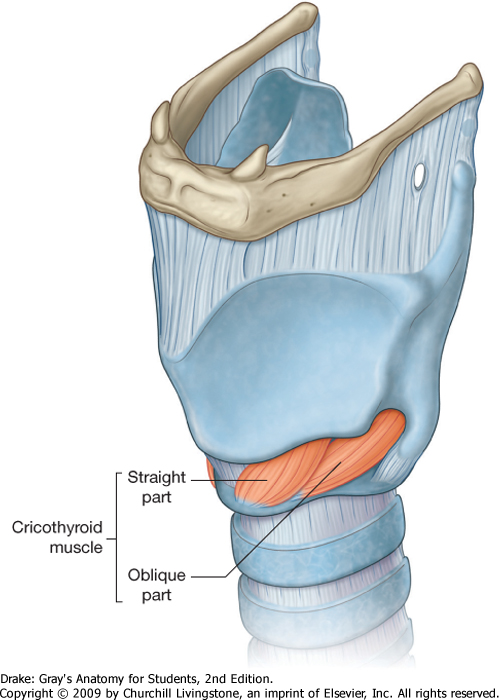 Straight
part
Cricothyroid
muscle
Oblique
part
Drake: Gray's Anatomy for Students, 2nd Edition.
Copyright © 2009 by Churchill Livingstone, an imprint of Elsevier, Inc. All rights reserved.